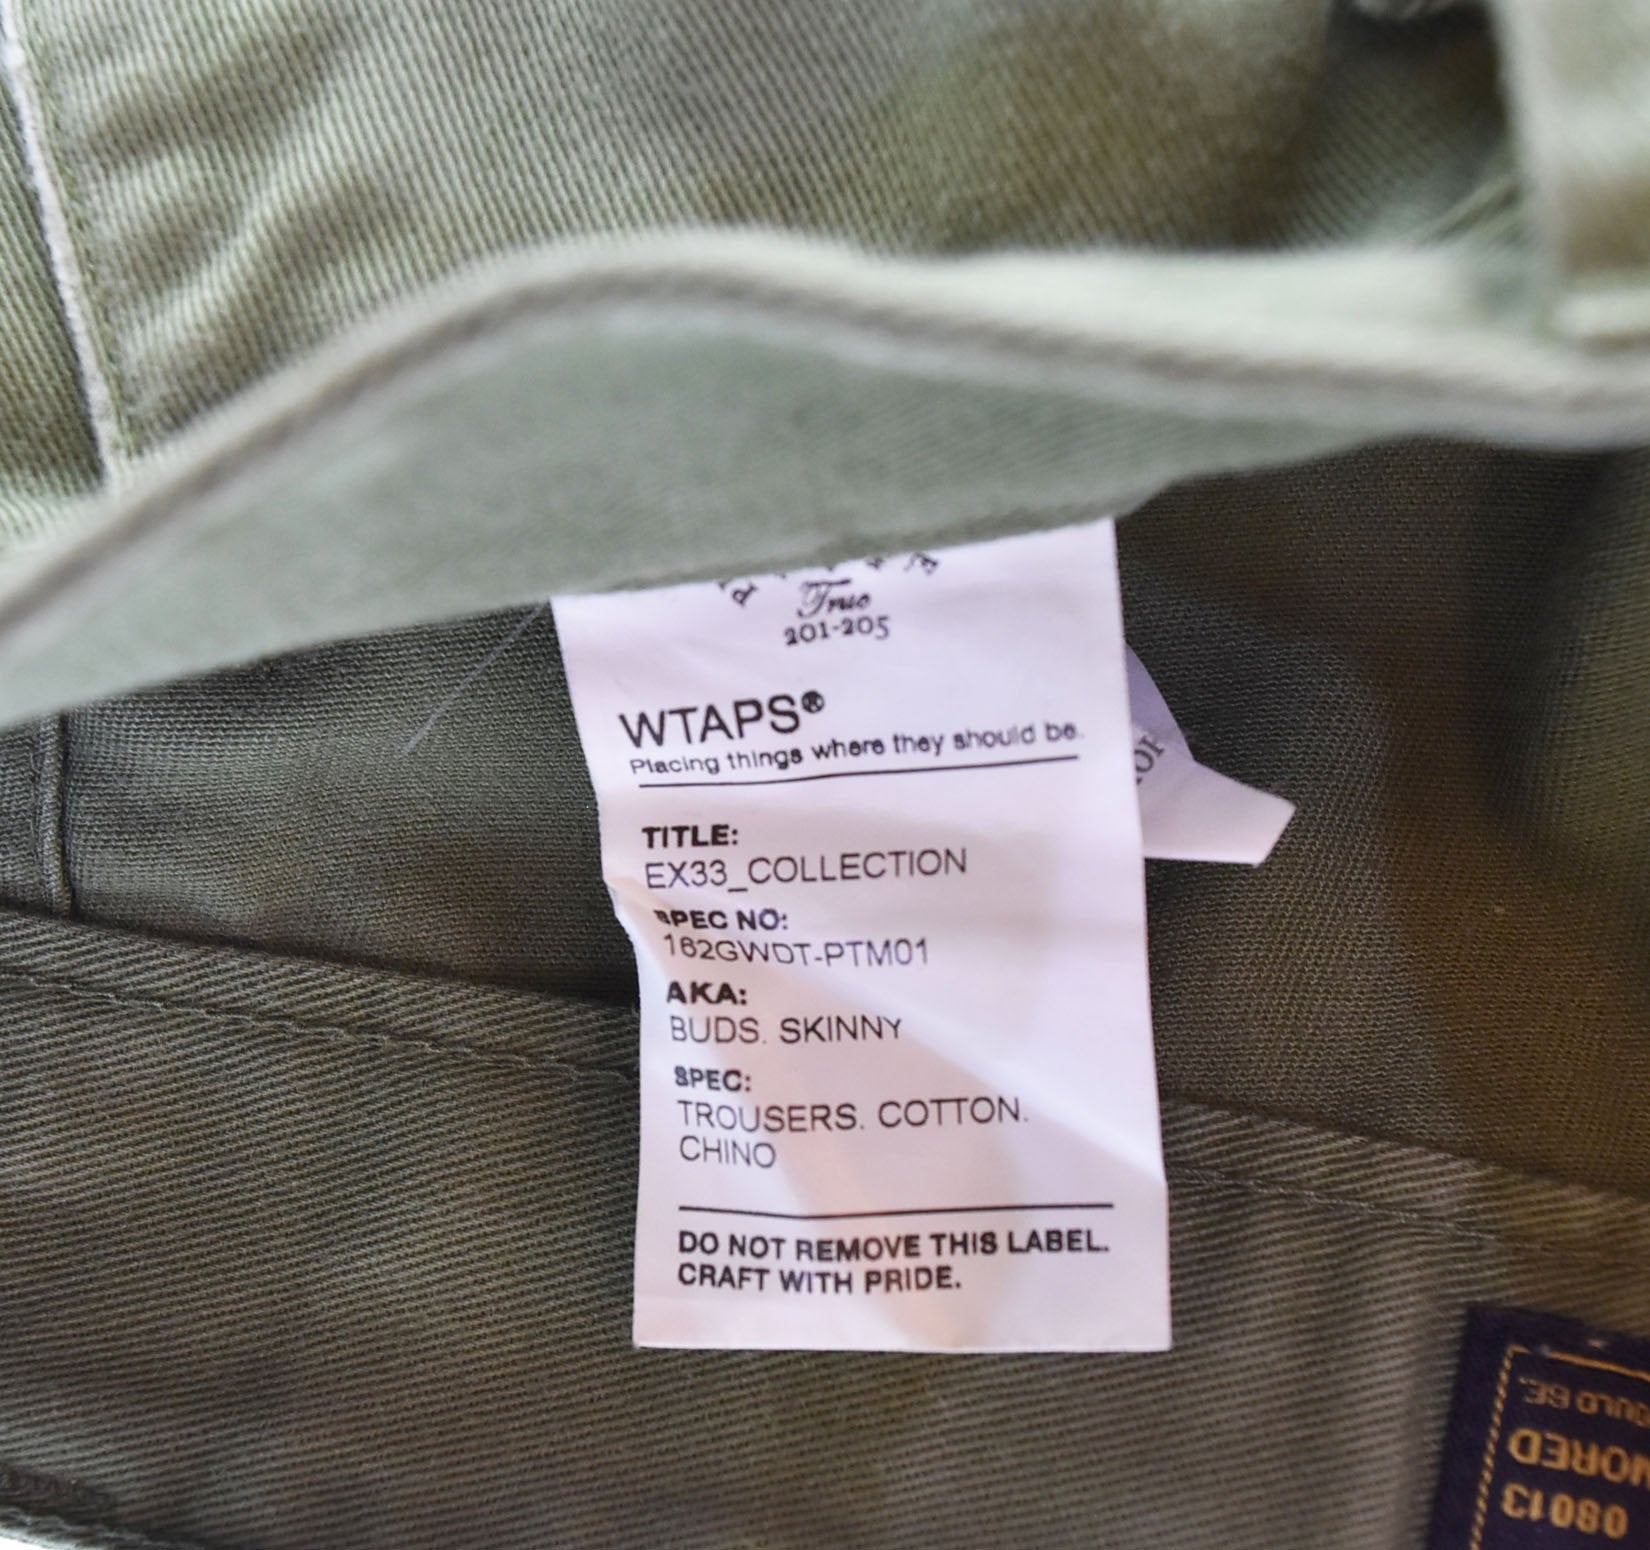 True
201-205
WTAPS®
Placing things where they should be.
TITLE:
EX33_COLLECTION
SPEC NO:
162GWDT-PTM01
AKA:
BUDS. SKINNY
SPEC:
TROUSERS. COTTON.
CHINO
DO NOT REMOVE THIS LABEL.
CRAFT WITH PRIDE.
08013